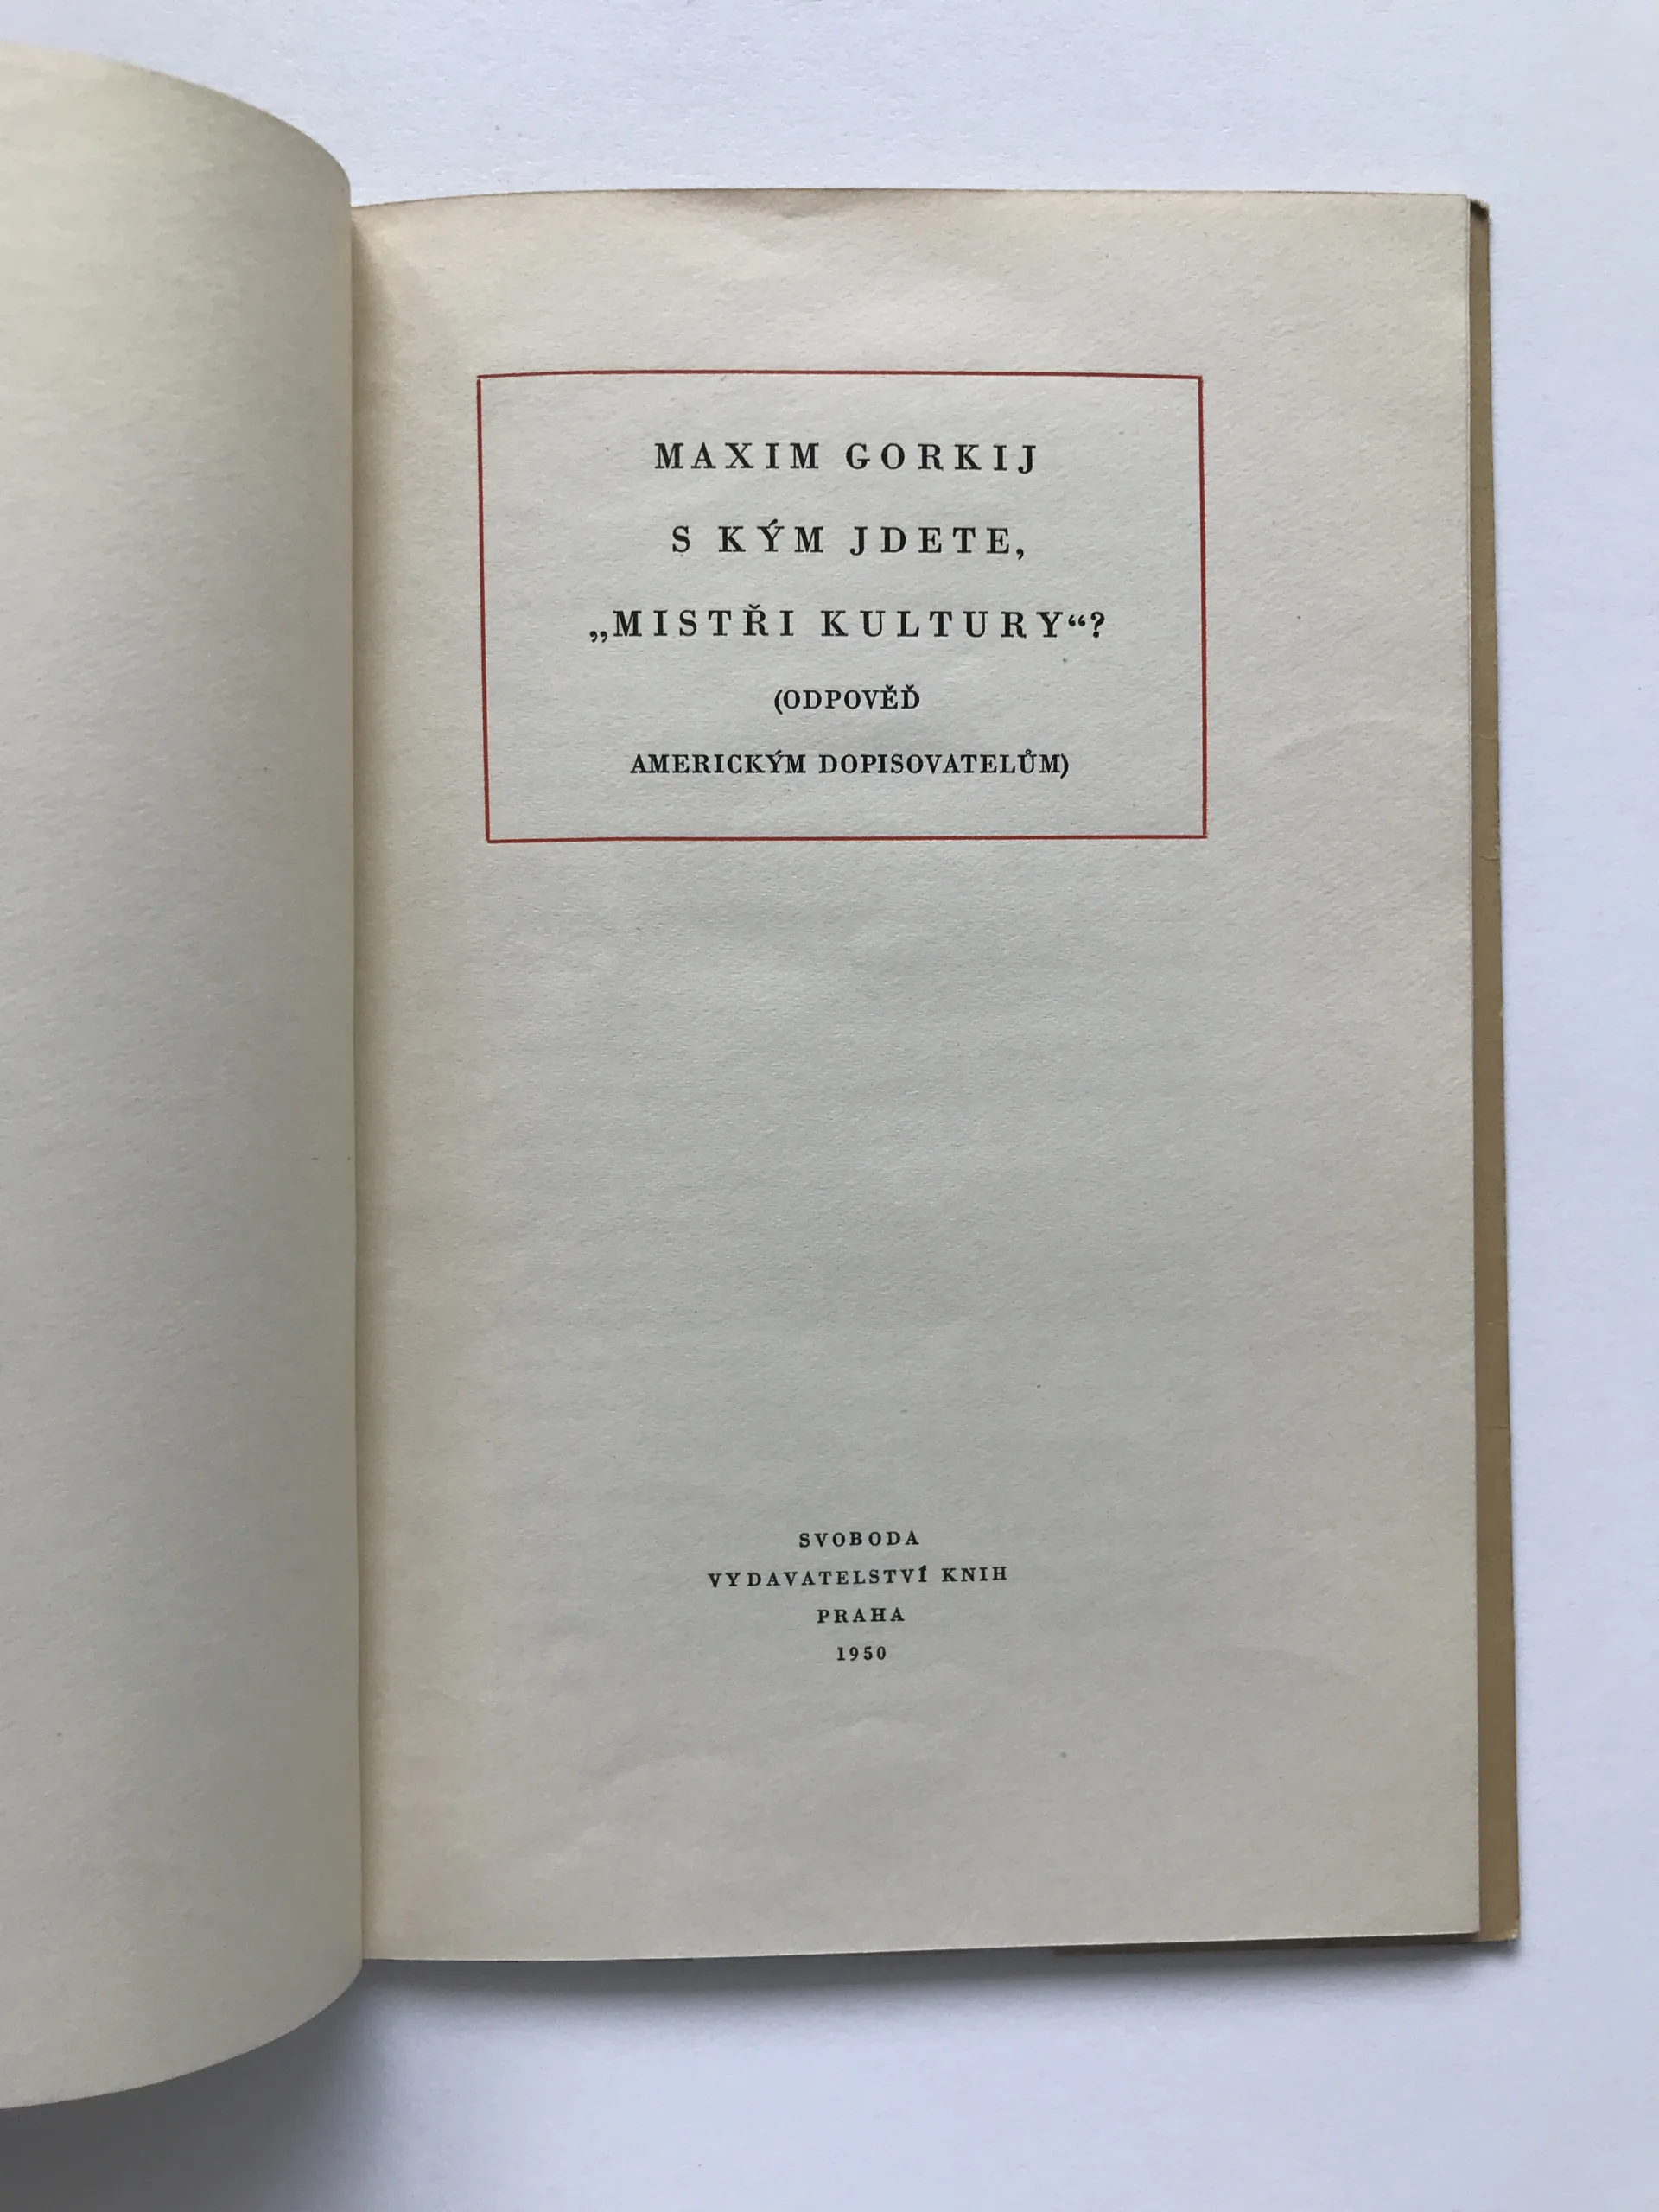 MAXIM GORKIJ
S KÝM JDETE,
„MISTŘI KULTURY“?
(ODPOVĚĎ
AMERICKÝM DOPISOVATELŮM)
SVOBODA
VYDAVATELSTVÍ KNIH
PRAHA
1950